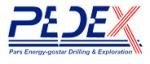 PEDEX
Pars Energy-gostar Drilling & Exploration